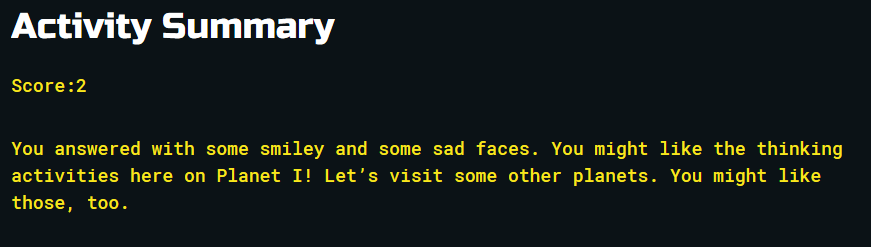 Activity Summary
Score:2
You answered with some smiley and some sad faces. You might like the thinking
activities here on Planet I! Let’s visit some other planets. You might like
those, too.